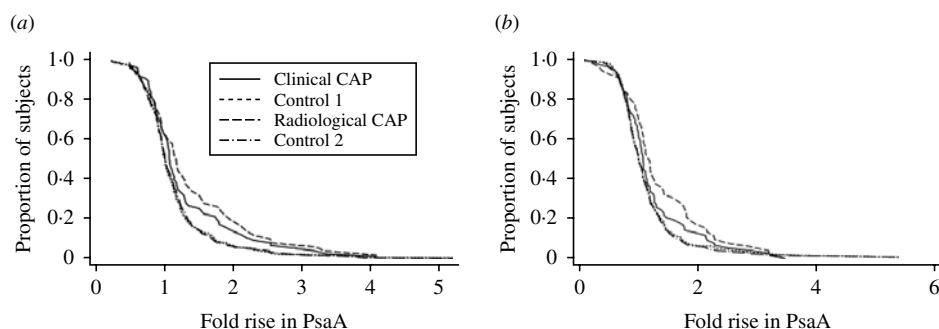 (a)
1·0
0·8
0·6
0·4
0·2
0
Proportion of subjects
Clinical CAP
Control 1
Radiological CAP
Control 2
0 1 2 3 4 5
Fold rise in PsaA
(b)
1·0
0·8
0·6
0·4
0·2
0
Proportion of subjects
0 2 4 6
Fold rise in PsaA